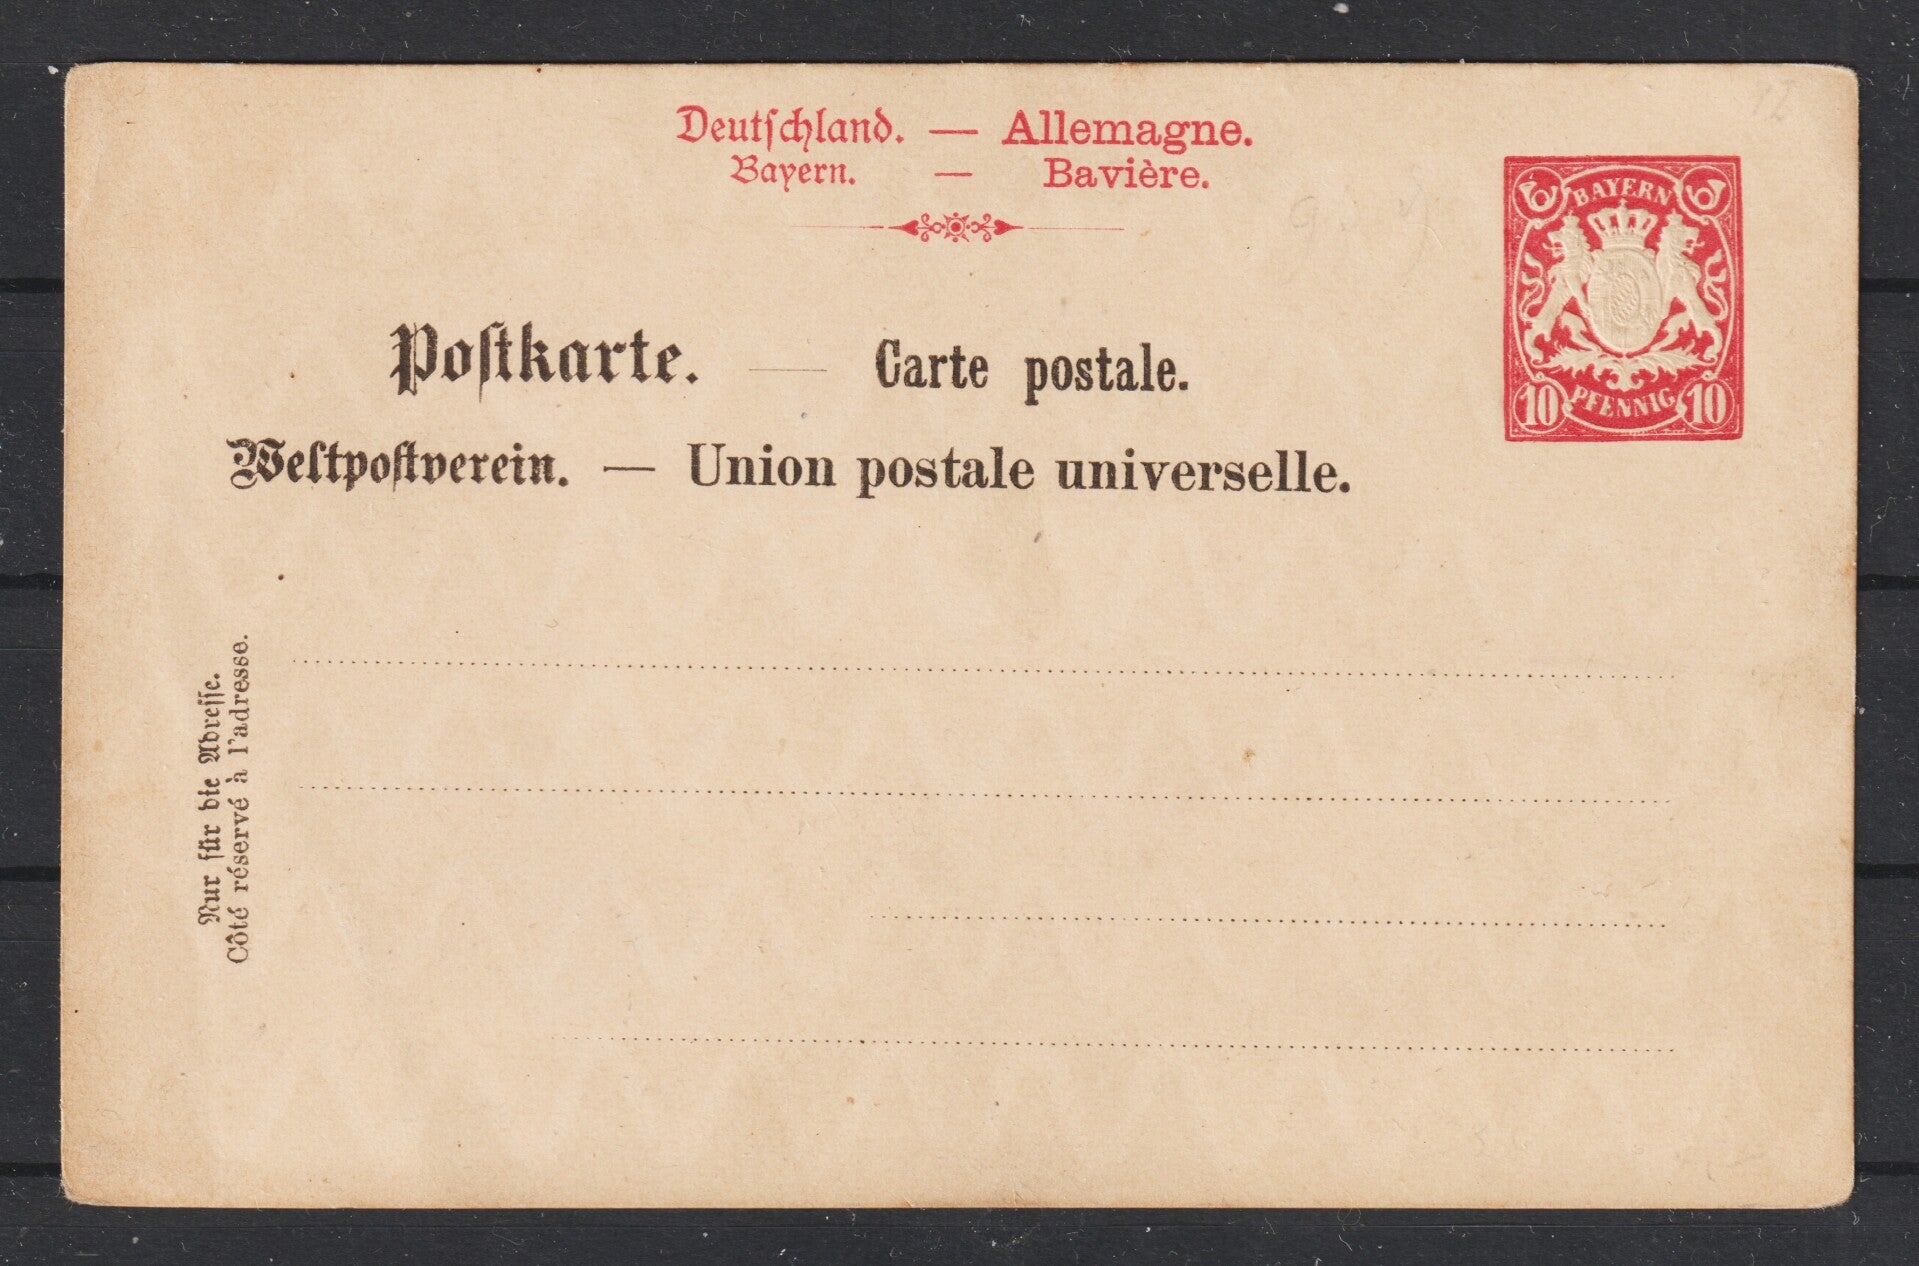 Deutschland. — Allemagne.
Bayern. — Bavière.
BAYERN
10 PFENNIG 10
Postkarte. — Carte postale.
Weltpostverein. — Union postale universelle.
Nur für die Adresse.
Côté réservé à l'adresse.